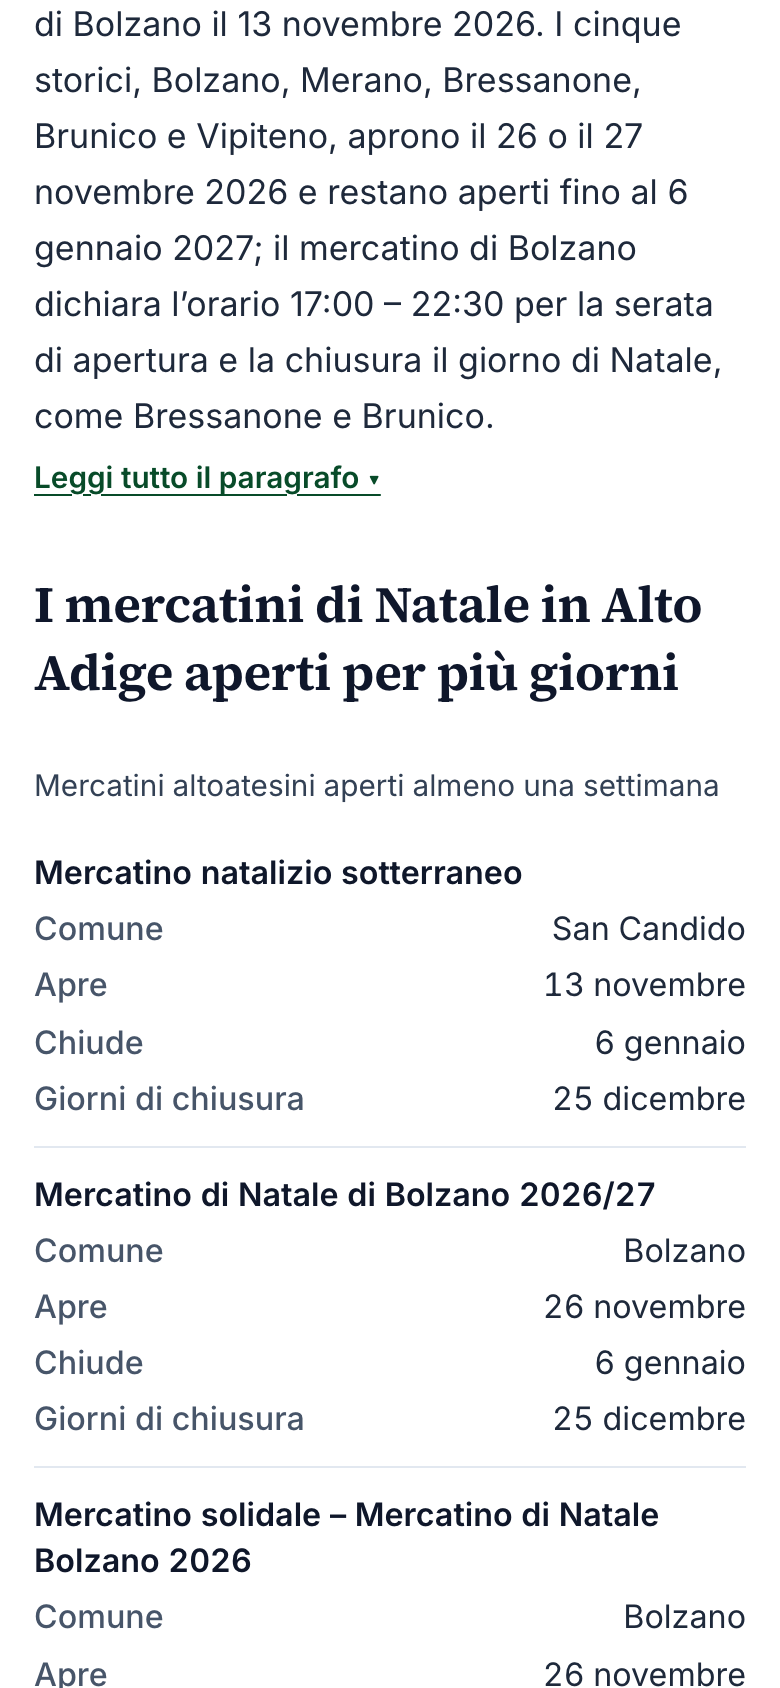 di Bolzano il 13 novembre 2026. I cinque
storici, Bolzano, Merano, Bressanone,
Brunico e Vipiteno, aprono il 26 o il 27
novembre 2026 e restano aperti fino al 6
gennaio 2027; il mercatino di Bolzano
dichiara l’orario 17:00 – 22:30 per la serata
di apertura e la chiusura il giorno di Natale,
come Bressanone e Brunico.
Leggi tutto il paragrafo ▾
I mercatini di Natale in Alto
Adige aperti per più giorni
Mercatini altoatesini aperti almeno una settimana
Mercatino natalizio sotterraneo
Comune San Candido
Apre 13 novembre
Chiude 6 gennaio
Giorni di chiusura 25 dicembre
Mercatino di Natale di Bolzano 2026/27
Comune Bolzano
Apre 26 novembre
Chiude 6 gennaio
Giorni di chiusura 25 dicembre
Mercatino solidale – Mercatino di Natale
Bolzano 2026
Comune Bolzano
Apre 26 novembre